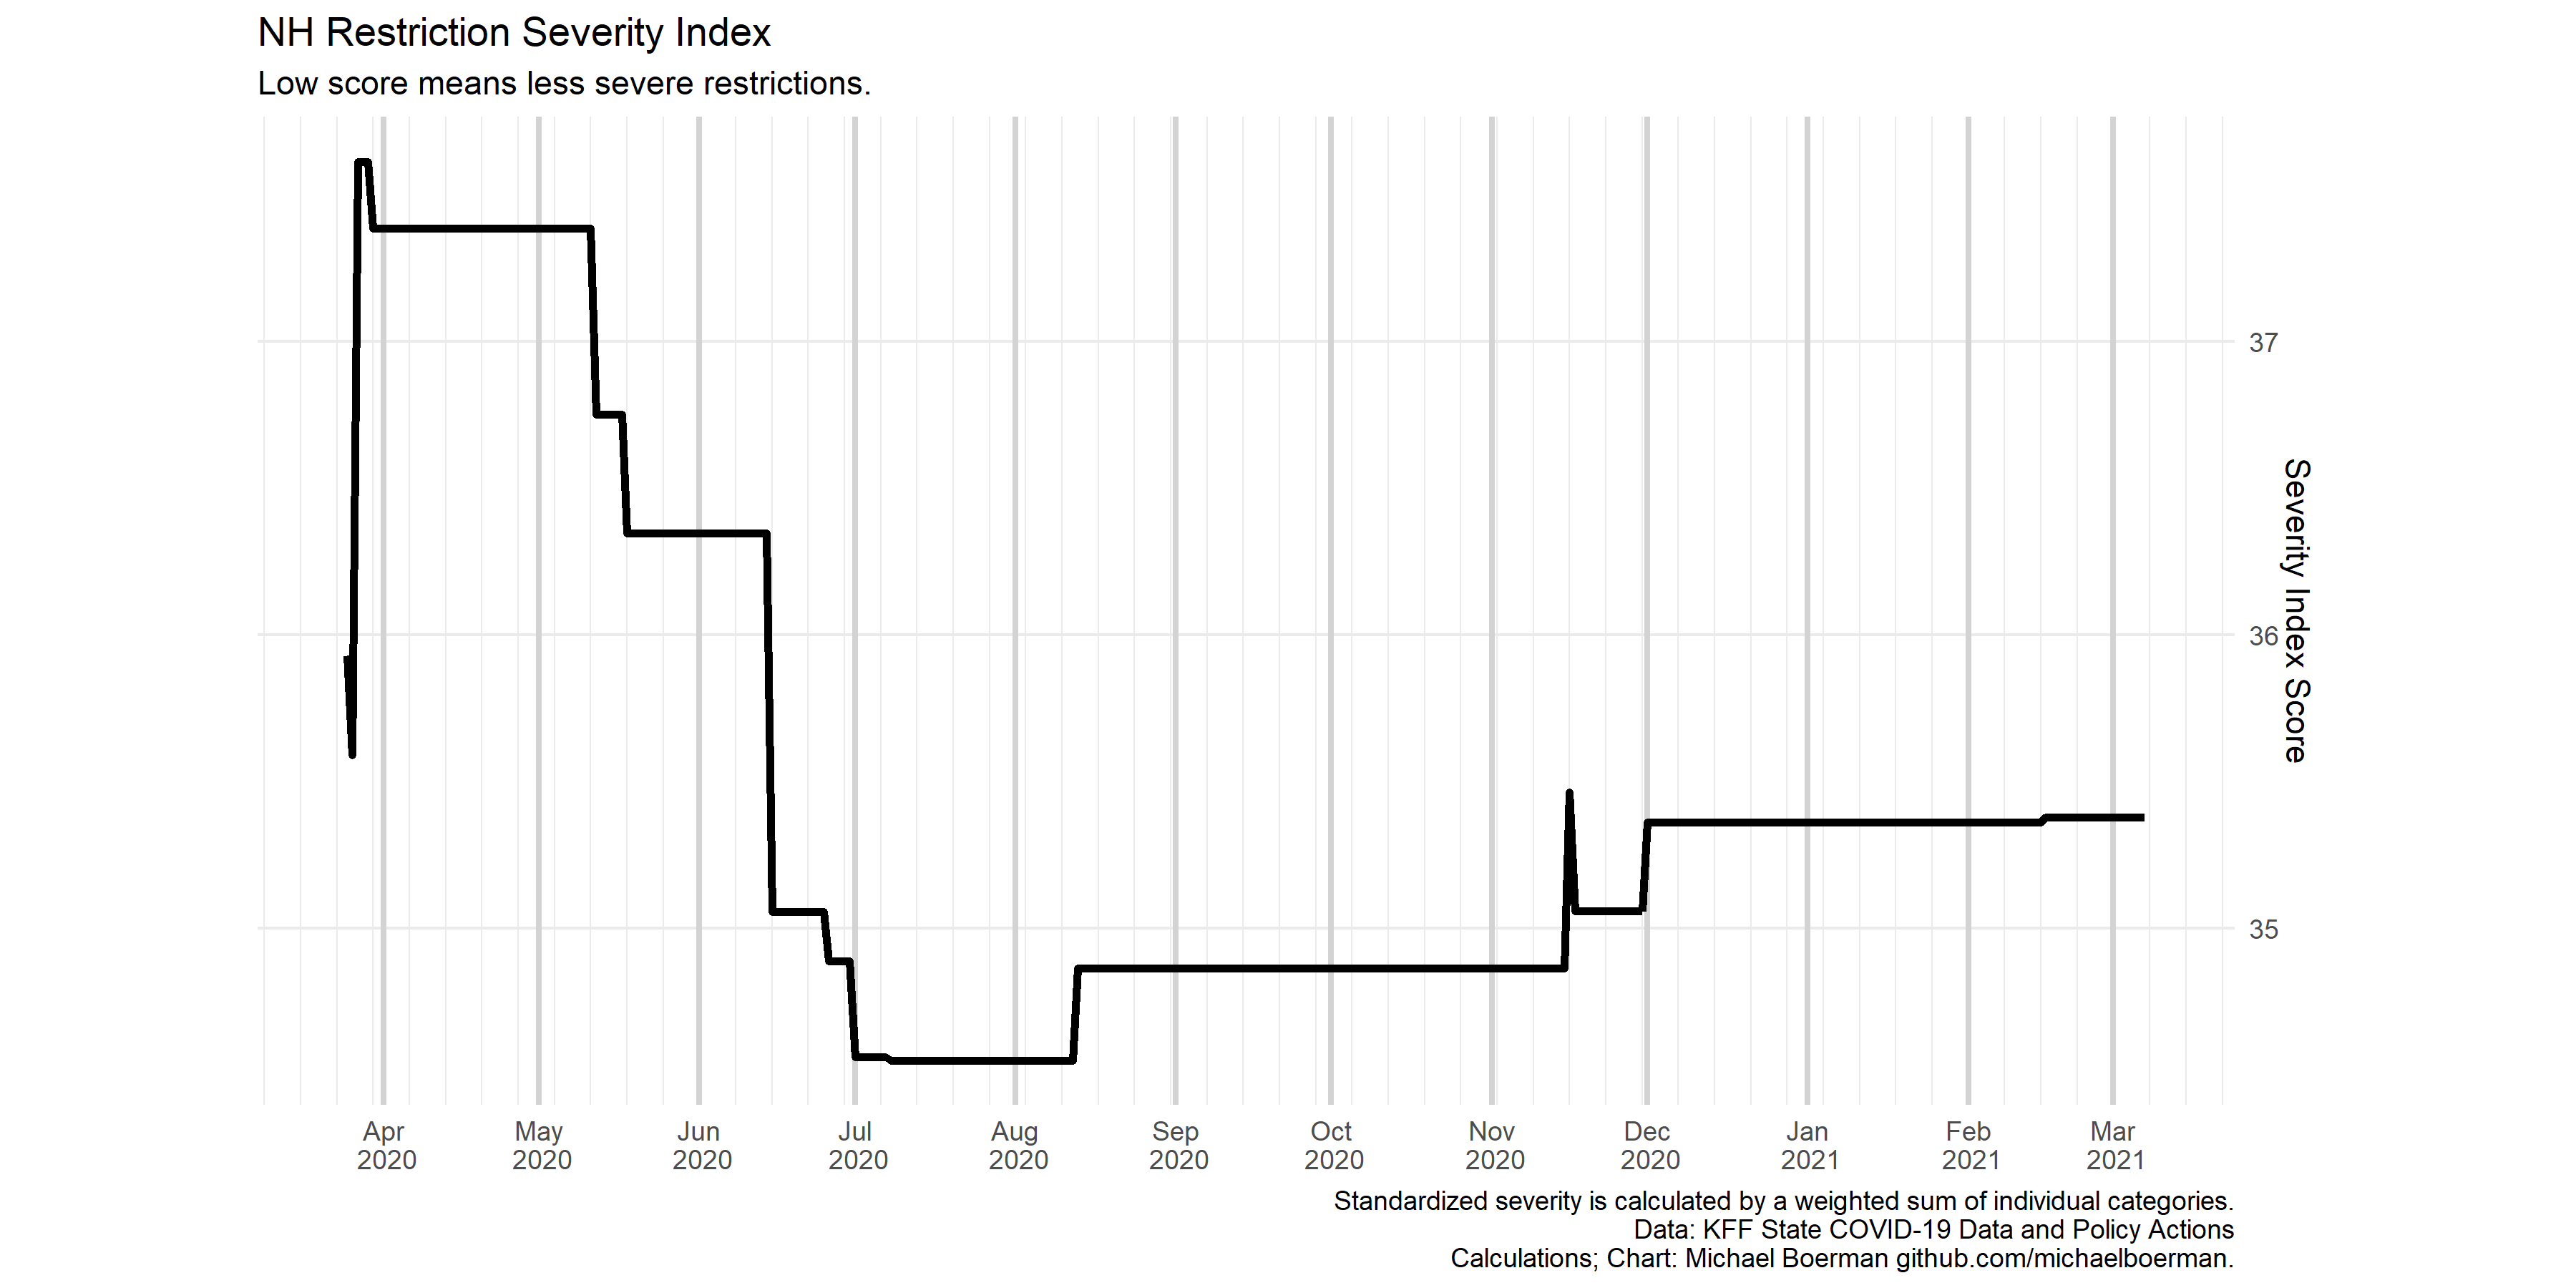 NH Restriction Severity Index
Low score means less severe restrictions.
37
36
35
Severity Index Score
Apr 2020
May 2020
Jun 2020
Jul 2020
Aug 2020
Sep 2020
Oct 2020
Nov 2020
Dec 2020
Jan 2021
Feb 2021
Mar 2021
Standardized severity is calculated by a weighted sum of individual categories.
Data: KFF State COVID-19 Data and Policy Actions
Calculations; Chart: Michael Boerman github.com/michaelboerman.